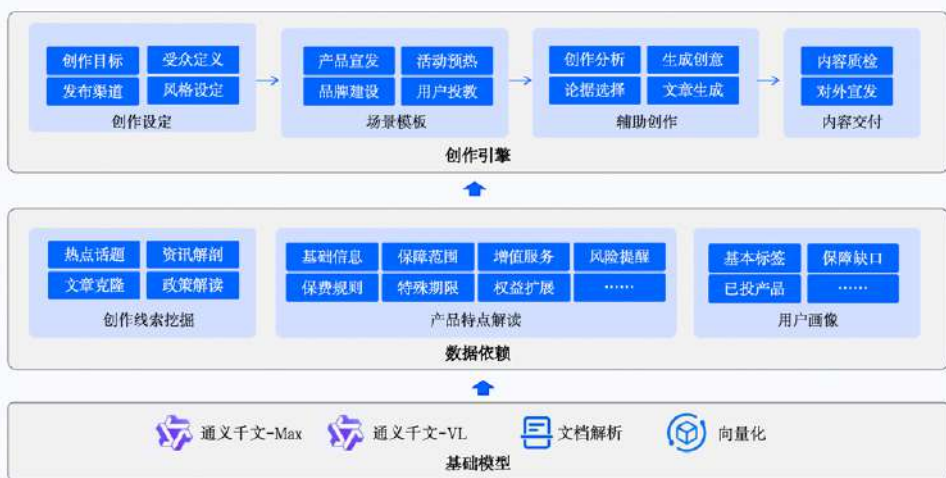 创作目标 受众定义 产品宣发 活动预热 创作分析 生成创意 内容质检
发布渠道 风格设定 品牌建设 用户投教 论据选择 文章生成 对外宣发
创作设定 场景模板 辅助创作 内容交付
创作引擎
热点话题 资讯解剖 基础信息 保障范围 增值服务 风险提醒 基本标签 保障缺口
文章克隆 政策解读 保费规则 特殊期限 权益扩展 …… 已投产品 ……
创作线索挖掘 产品特点解读 用户画像
数据依赖
通义千文-Max 通义千文-VL 文档解析 向量化
基础模型